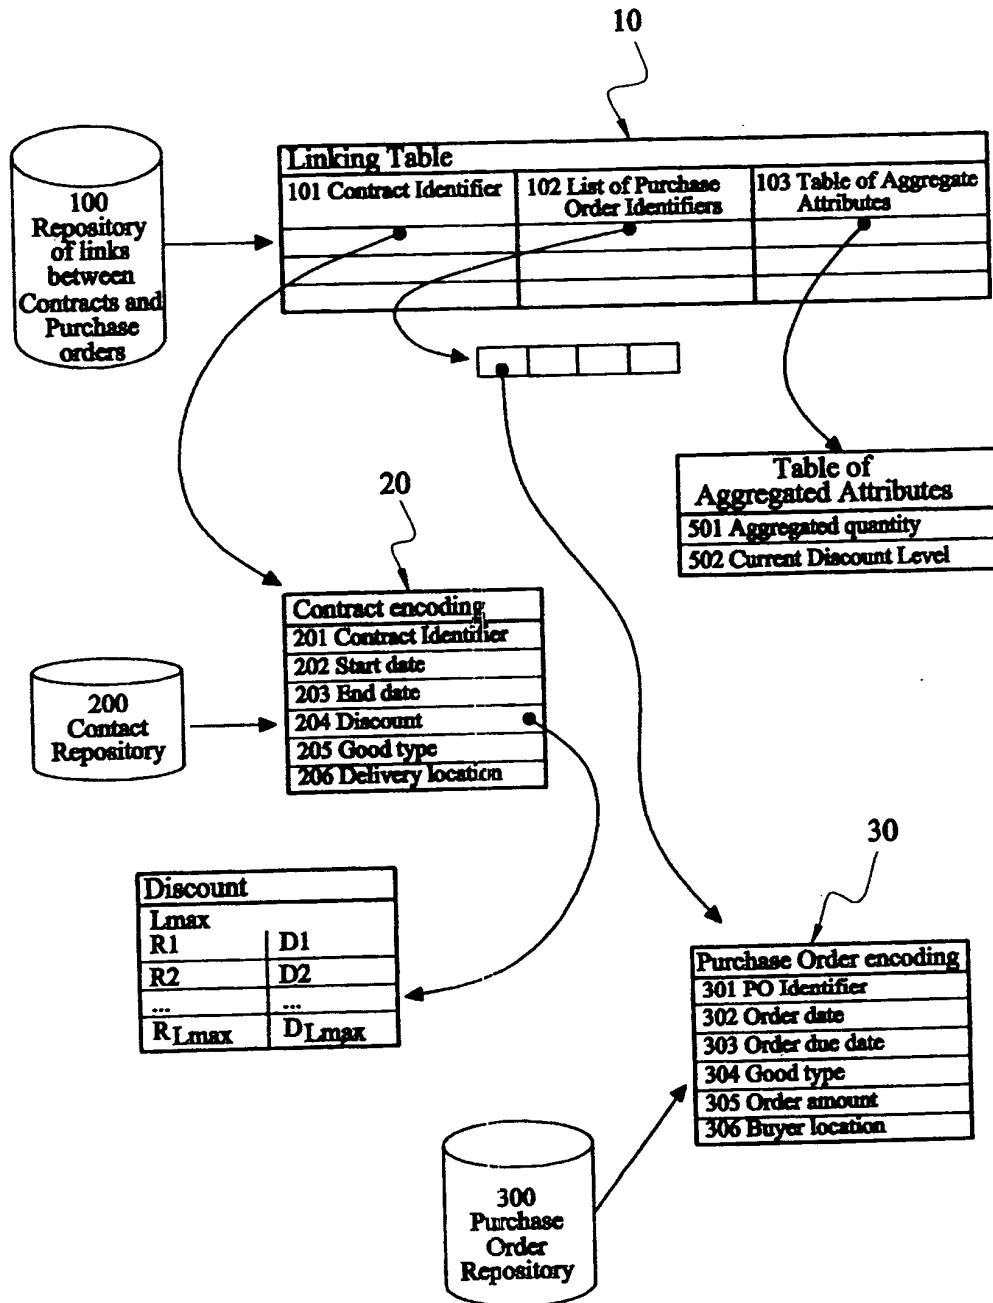 10
Linking Table
101 Contract Identifier
102 List of Purchase
Order Identifiers
103 Table of Aggregate
Attributes
100
Repository
of links
between
Contracts and
Purchase
orders
Table of
Aggregated Attributes
501 Aggregated quantity
502 Current Discount Level
20
Contract encoding
201 Contract Identifier
202 Start date
203 End date
204 Discount
205 Good type
206 Delivery location
200
Contact
Repository
Discount
Lmax
R1 D1
R2 D2
... ...
RLmax DLmax
30
Purchase Order encoding
301 PO Identifier
302 Order date
303 Order due date
304 Good type
305 Order amount
306 Buyer location
300
Purchase
Order
Repository